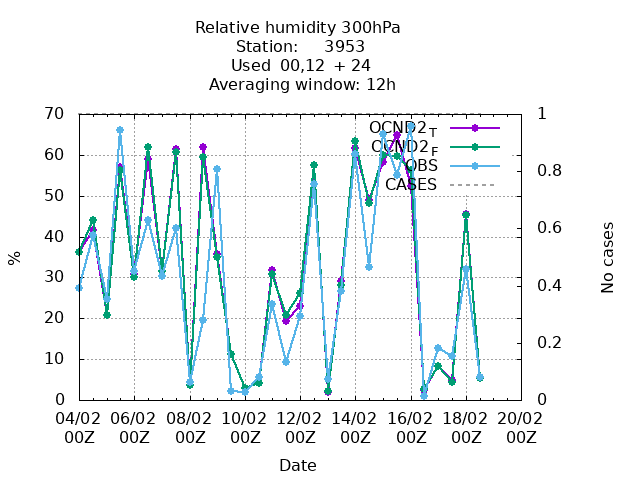 Relative humidity 300hPa
Station: 3953
Used 00,12 + 24
Averaging window: 12h
70 1
OCND2 T
60
OCND2 F
OBS
0.8
CASES
50
0.6
40
%
No cases
30
0.4
20
0.2
10
0 0
04/02 06/02 08/02 10/02 12/02 14/02 16/02 18/02 20/02
00Z 00Z 00Z 00Z 00Z 00Z 00Z 00Z 00Z
Date